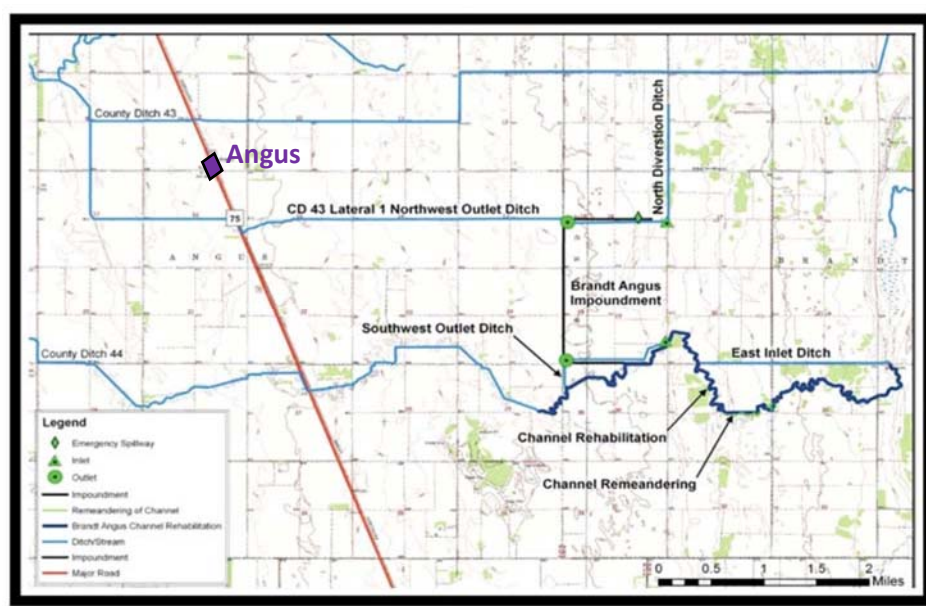 County Ditch 43
Angus
North Diverstion Ditch
CD 43 Lateral 1 Northwest Outlet Ditch
75
A N G U S
B R A N D T
Brandt Angus
Impoundment
Southwest Outlet Ditch
County Ditch 44
East Inlet Ditch
Channel Rehabilitation
Channel Remeandering
Legend
Emergency Spillway
Inlet
Outlet
Impoundment
Remeandering of Channel
Brandt Angus Channel Rehabilitation
Ditch/Stream
Impoundment
Major Road
0 0.5 1 1.5 2
Miles